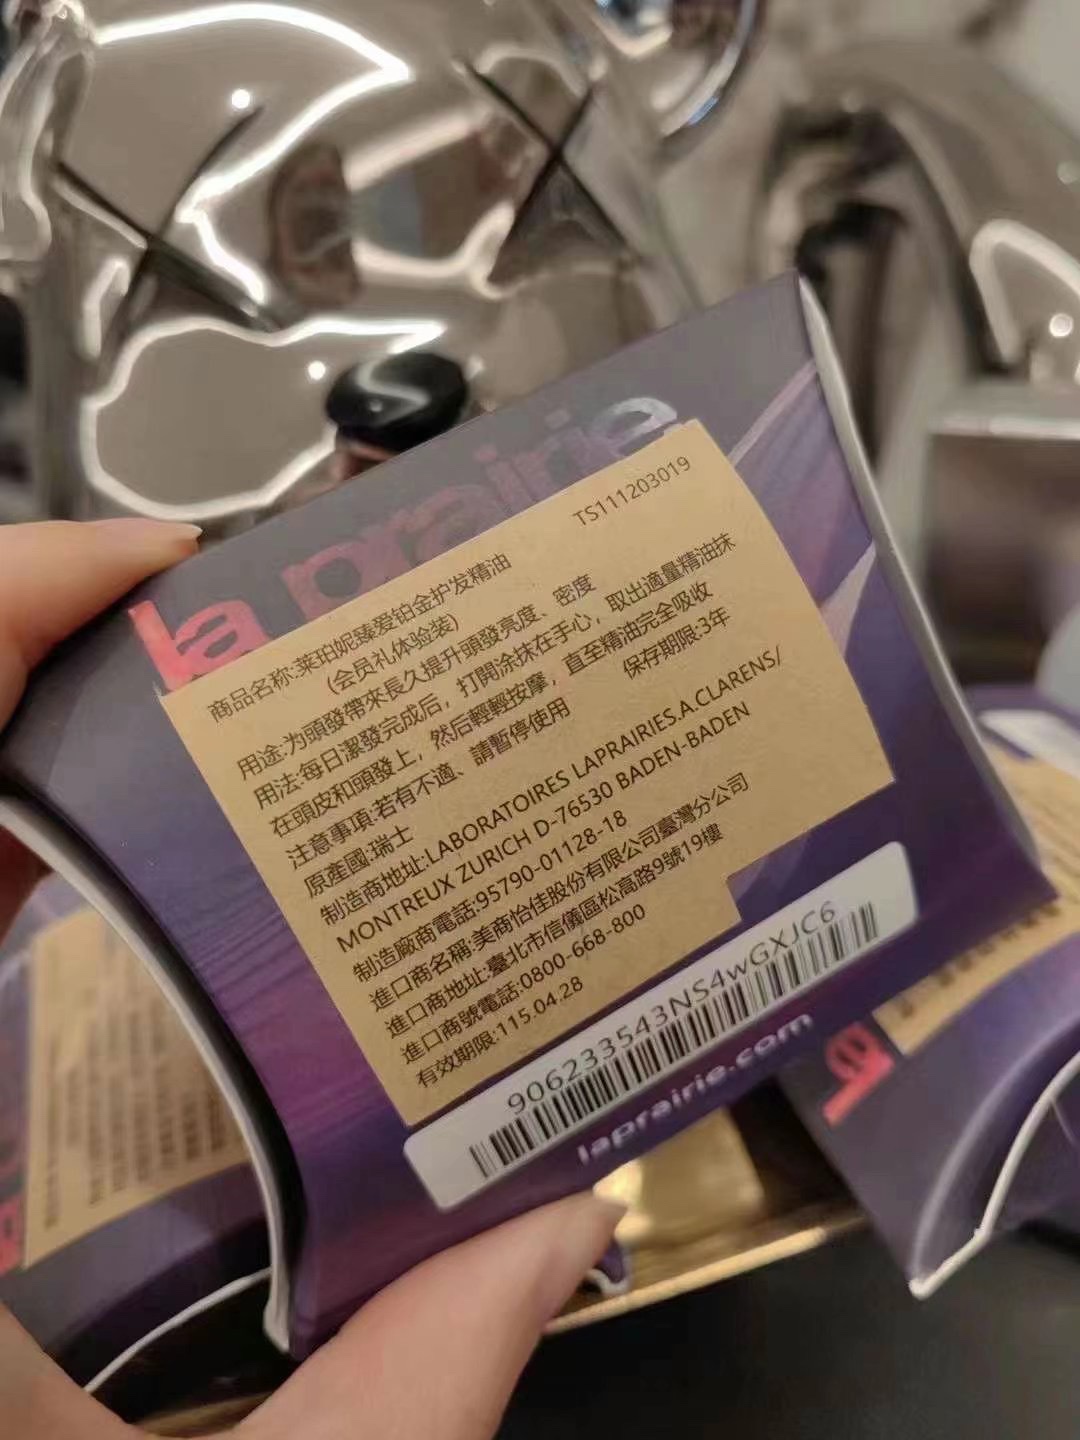 la prairie
TS111203019
商品名称:莱珀妮臻爱铂金护发精油
(会员礼体验装)
用途:为頭發帶來長久提升頭發亮度、密度
用法:每日潔發完成后，打開涂抹在手心，取出適量精油抹
在頭皮和頭發上，然后輕輕按摩，直至精油完全吸收
注意事項:若有不適、請暫停使用
保存期限:3年
原產國:瑞士
制造商地址:LABORATOIRES LAPRAIRIES.A.CLARENS/
MONTREUX ZURICH D-76530 BADEN-BADEN
制造廠商電話:95790-01128-18
進口商名稱:美商怡佳股份有限公司臺灣分公司
進口商地址:臺北市信儀區松高路9號19樓
進口商號電話:0800-668-800
有效期限:115.04.28
906233543NS4wGXJC6
laprairie.com